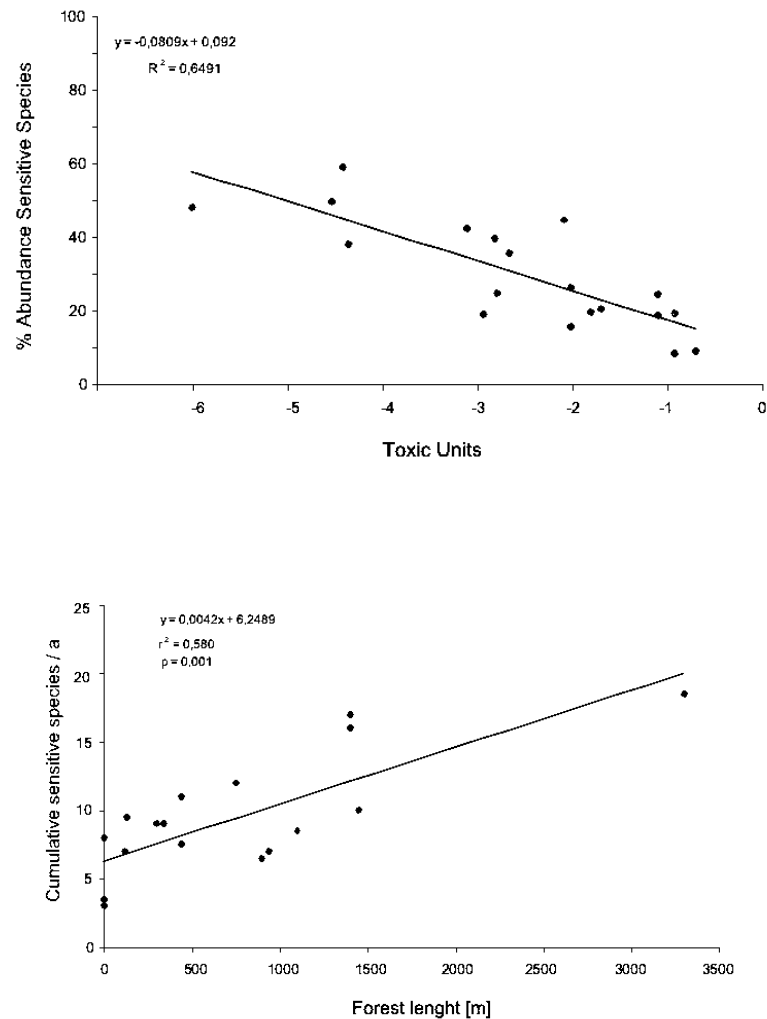 100
y = -0,0809x + 0,092
R 2 = 0,6491
80
60
40
20
0
% Abundance Sensitive Species
-6 -5 -4 -3 -2 -1 0
Toxic Units
25
y = 0,0042x + 6,2489
r 2 = 0,580
p = 0,001
20
15
10
5
0
Cumulative sensitive species / a
0 500 1000 1500 2000 2500 3000 3500
Forest lenght [m]